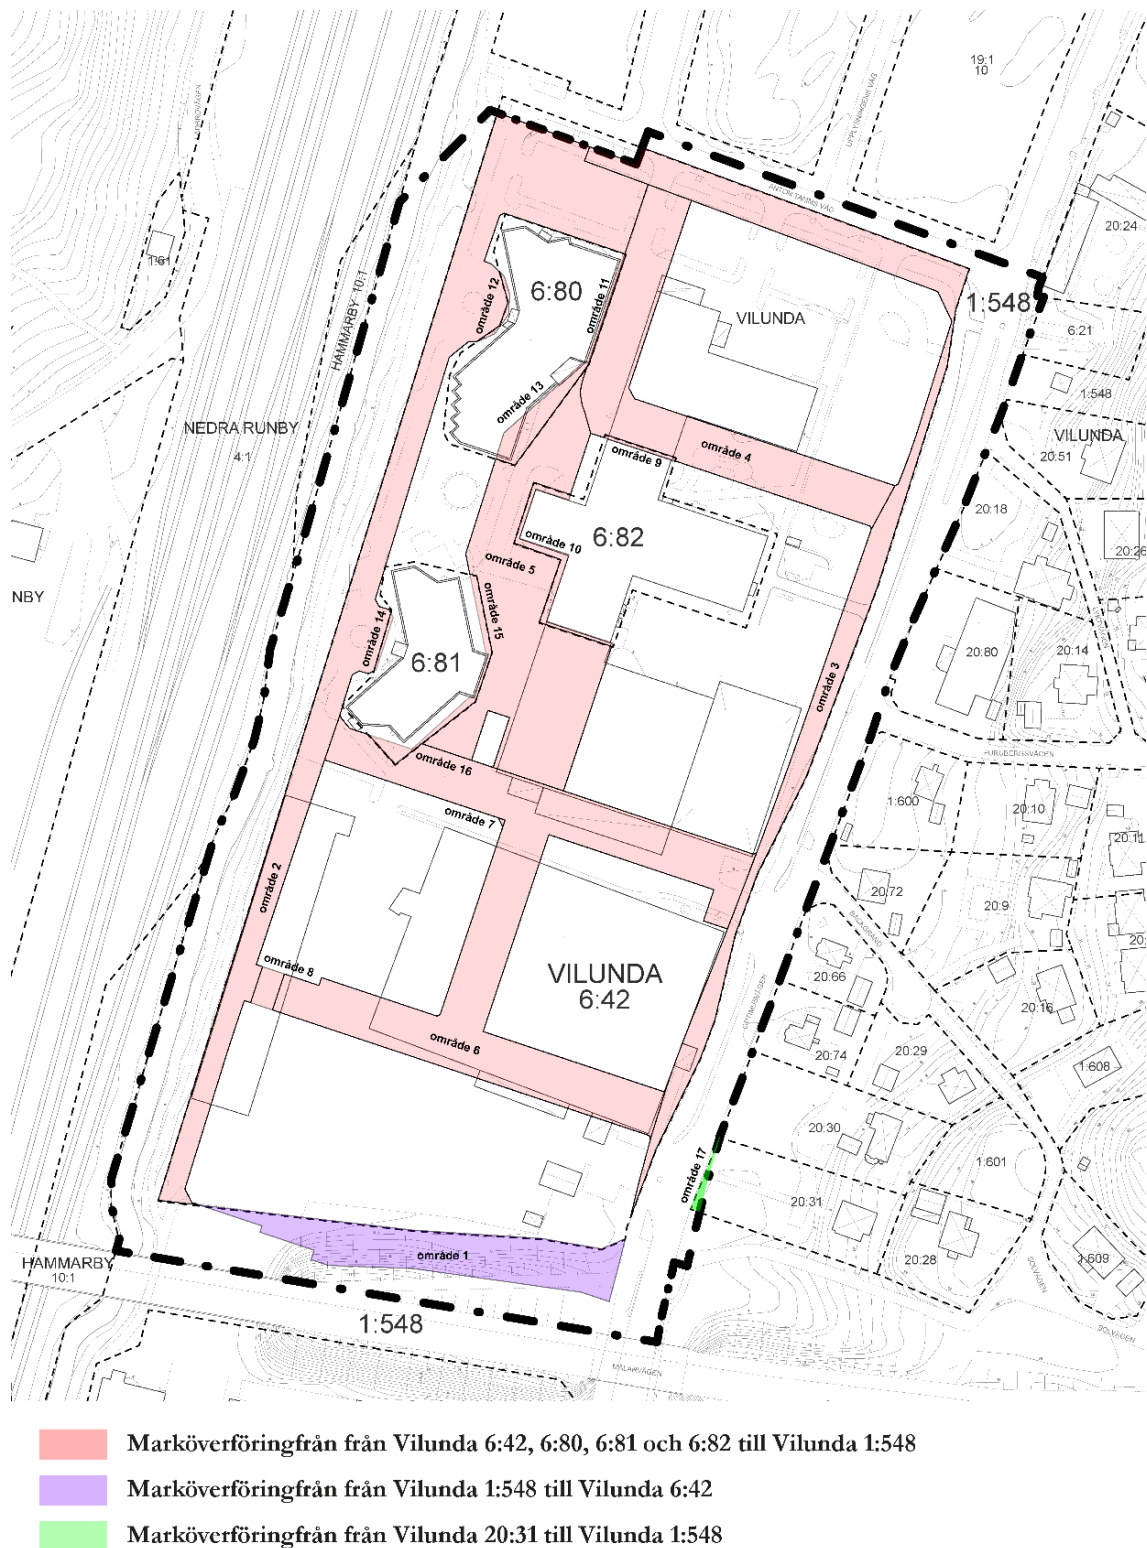 19:1
10
UPPLYFTNINGENS VÄG
ANTON TAMMS VÄG
20:24
1:61
HAMMARBY 10:1
område 12
6:80
område 11
VILUNDA
1:548
6:21
1:548
område 13
NEDRA RUNBY
4:1
VILUNDA
20:51
område 9
område 4
20:18
område 10
6:82
20:26
område 5
NBY
område 15
område 14
6:81
20:80
20:14
område 3
FURUBERGSVÄGEN
område 16
område 7
1:600
20:10
20:11
område 2
20:72
20:9
område 8
VILUNDA
6:42
20:66
20:16
område 6
20:74
20:29
1:608
20:30
1:601
område 17
20:31
område 1
20:28
1:609
HAMMARBY
10:1
1:548
SOLVÄGEN
SOLVÄGEN
MÄLARVÄGEN
Marköverföringfrån från Vilunda 6:42, 6:80, 6:81 och 6:82 till Vilunda 1:548
Marköverföringfrån från Vilunda 1:548 till Vilunda 6:42
Marköverföringfrån från Vilunda 20:31 till Vilunda 1:548